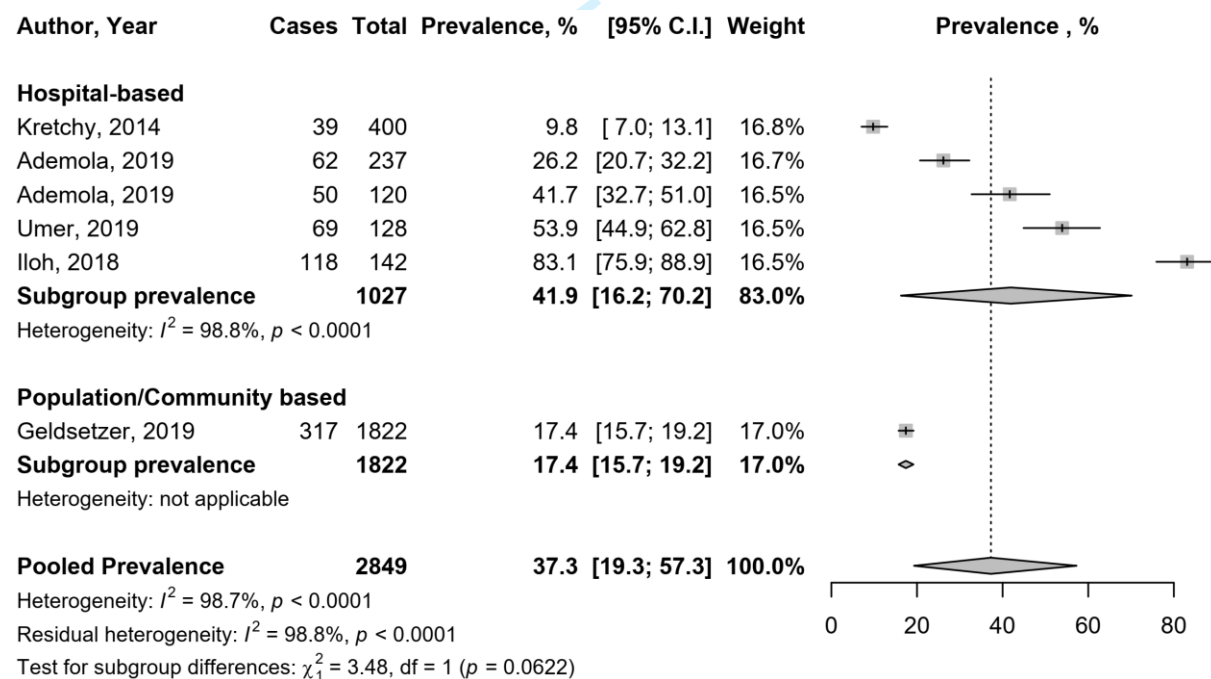 Author, Year Cases Total Prevalence, % [95% C.I.] Weight Prevalence , %
Hospital-based
Kretchy, 2014 39 400 9.8 [ 7.0; 13.1] 16.8%
Ademola, 2019 62 237 26.2 [20.7; 32.2] 16.7%
Ademola, 2019 50 120 41.7 [32.7; 51.0] 16.5%
Umer, 2019 69 128 53.9 [44.9; 62.8] 16.5%
Iloh, 2018 118 142 83.1 [75.9; 88.9] 16.5%
Subgroup prevalence 1027 41.9 [16.2; 70.2] 83.0%
Heterogeneity: I² = 98.8%, p < 0.0001
Population/Community based
Geldsetzer, 2019 317 1822 17.4 [15.7; 19.2] 17.0%
Subgroup prevalence 1822 17.4 [15.7; 19.2] 17.0%
Heterogeneity: not applicable
Pooled Prevalence 2849 37.3 [19.3; 57.3] 100.0%
Heterogeneity: I² = 98.7%, p < 0.0001
Residual heterogeneity: I² = 98.8%, p < 0.0001
0 20 40 60 80
Test for subgroup differences: χ₁² = 3.48, df = 1 (p = 0.0622)